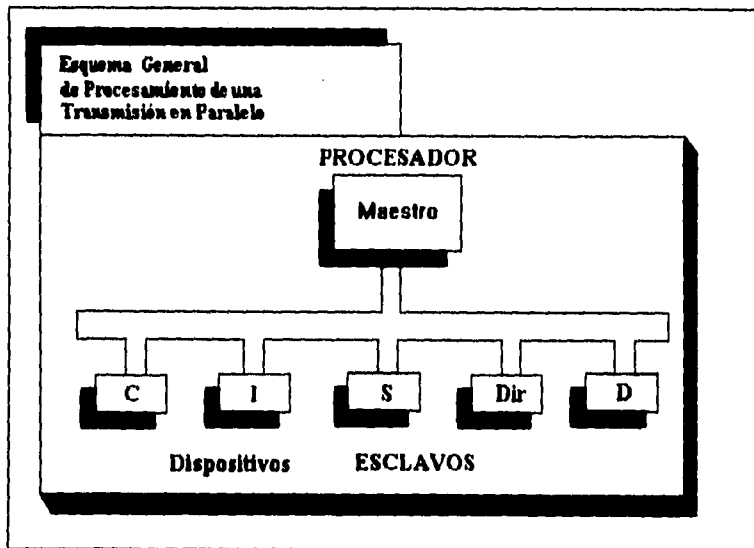 Esquema General
de Procesamiento de una
Transmisión en Paralelo
PROCESADOR
Maestro
C I S Dir D
Dispositivos ESCLAVOS